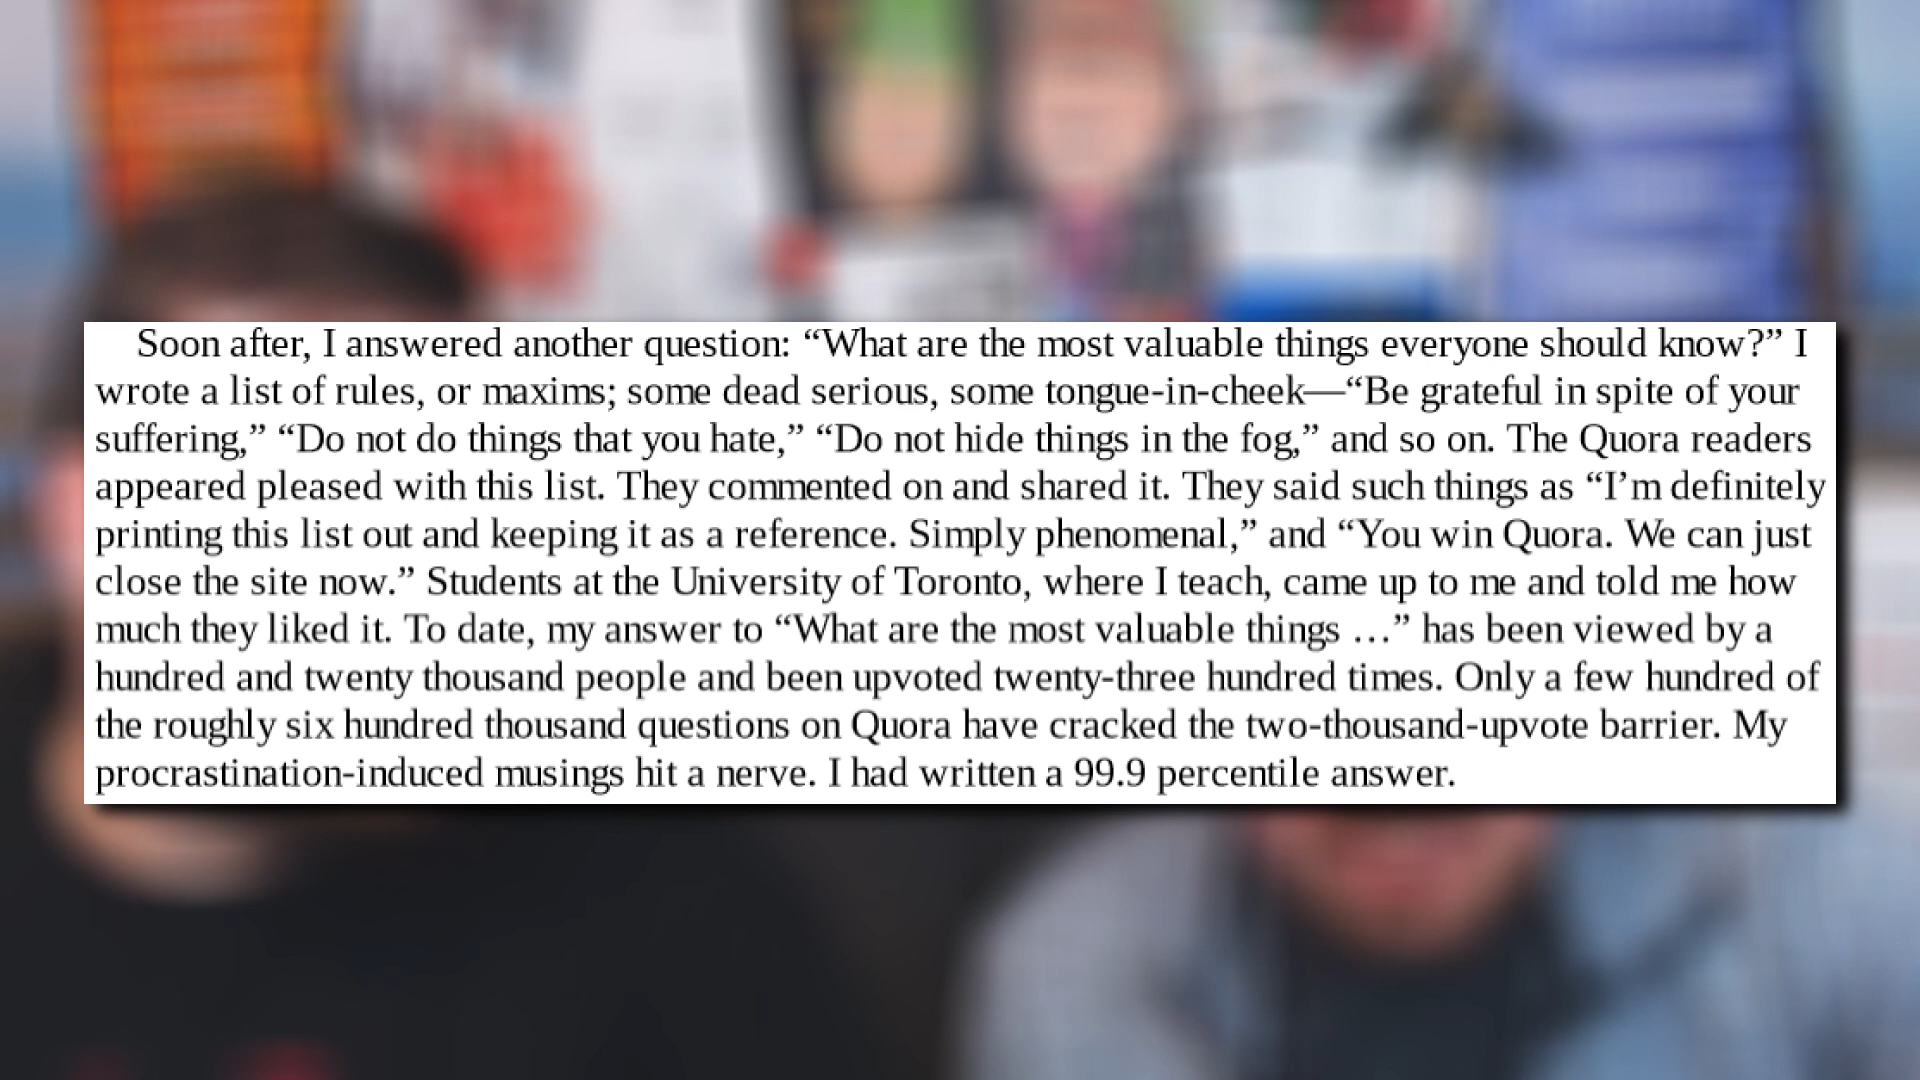 Soon after, I answered another question: “What are the most valuable things everyone should know?” I
wrote a list of rules, or maxims; some dead serious, some tongue-in-cheek—“Be grateful in spite of your
suffering,” “Do not do things that you hate,” “Do not hide things in the fog,” and so on. The Quora readers
appeared pleased with this list. They commented on and shared it. They said such things as “I’m definitely
printing this list out and keeping it as a reference. Simply phenomenal,” and “You win Quora. We can just
close the site now.” Students at the University of Toronto, where I teach, came up to me and told me how
much they liked it. To date, my answer to “What are the most valuable things …” has been viewed by a
hundred and twenty thousand people and been upvoted twenty-three hundred times. Only a few hundred of
the roughly six hundred thousand questions on Quora have cracked the two-thousand-upvote barrier. My
procrastination-induced musings hit a nerve. I had written a 99.9 percentile answer.